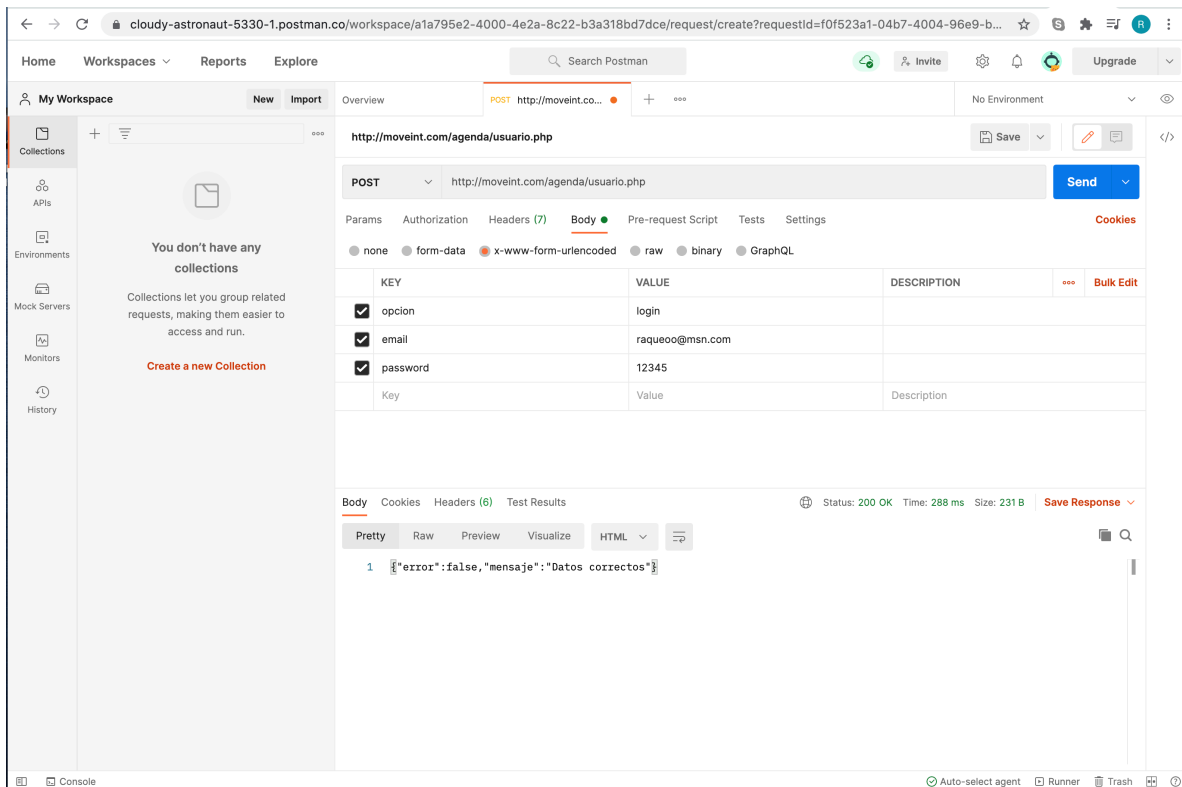 cloudy-astronaut-5330-1.postman.co/workspace/a1a795e2-4000-4e2a-8c22-b3a318bd7dce/request/create?requestId=f0f523a1-04b7-4004-96e9-b...
R
Home Workspaces Reports Explore Search Postman Invite Upgrade
My Workspace New Import Overview POST http://moveint.co... No Environment
Collections
APIs
Environments
Mock Servers
Monitors
History
You don't have any
collections
Collections let you group related
requests, making them easier to
access and run.
Create a new Collection
http://moveint.com/agenda/usuario.php Save
POST http://moveint.com/agenda/usuario.php Send
Params Authorization Headers (7) Body Pre-request Script Tests Settings Cookies
none form-data x-www-form-urlencoded raw binary GraphQL
KEY VALUE DESCRIPTION Bulk Edit
opcion login
email raqueoo@msn.com
password 12345
Key Value Description
Body Cookies Headers (6) Test Results Status: 200 OK Time: 288 ms Size: 231 B Save Response
Pretty Raw Preview Visualize HTML
1 {"error":false,"mensaje":"Datos correctos"}
Console Auto-select agent Runner Trash